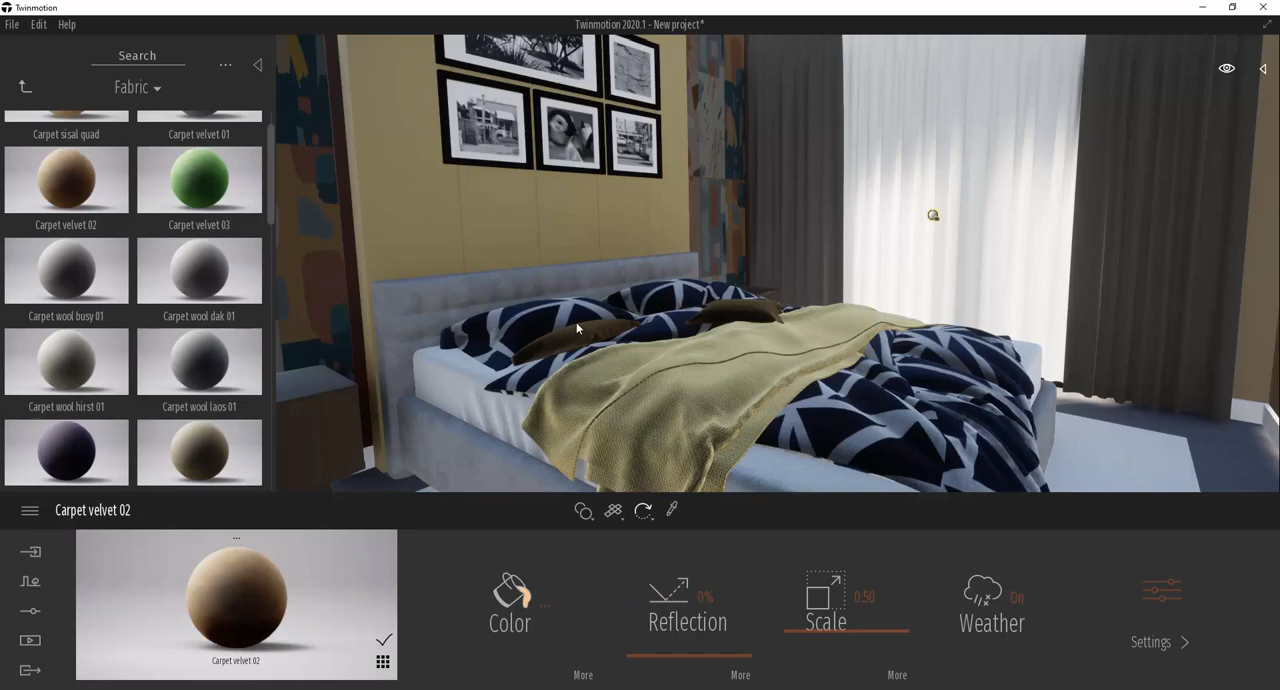 Twinmotion
File Edit Help
Twinmotion 2020.1 - New project*
Search
...
Fabric
Carpet sisal quad
Carpet velvet 01
Carpet velvet 02
Carpet velvet 03
Carpet wool busy 01
Carpet wool dak 01
Carpet wool hirst 01
Carpet wool laos 01
Carpet velvet 02
...
Carpet velvet 02
...
Color
More
0%
Reflection
More
0.50
Scale
More
On
Weather
Settings